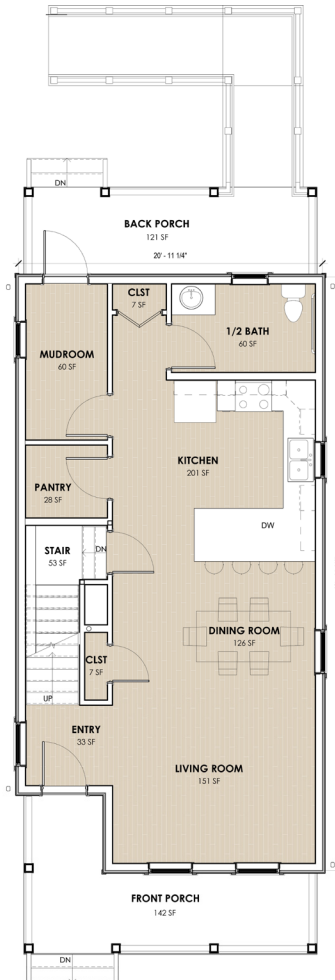 DN
BACK PORCH
121 SF
20' - 11 1/4"
CLST
7 SF
1/2 BATH
60 SF
MUDROOM
60 SF
KITCHEN
201 SF
PANTRY
28 SF
DW
STAIR
53 SF
DN
DINING ROOM
126 SF
CLST
7 SF
UP
ENTRY
33 SF
LIVING ROOM
151 SF
FRONT PORCH
142 SF
DN